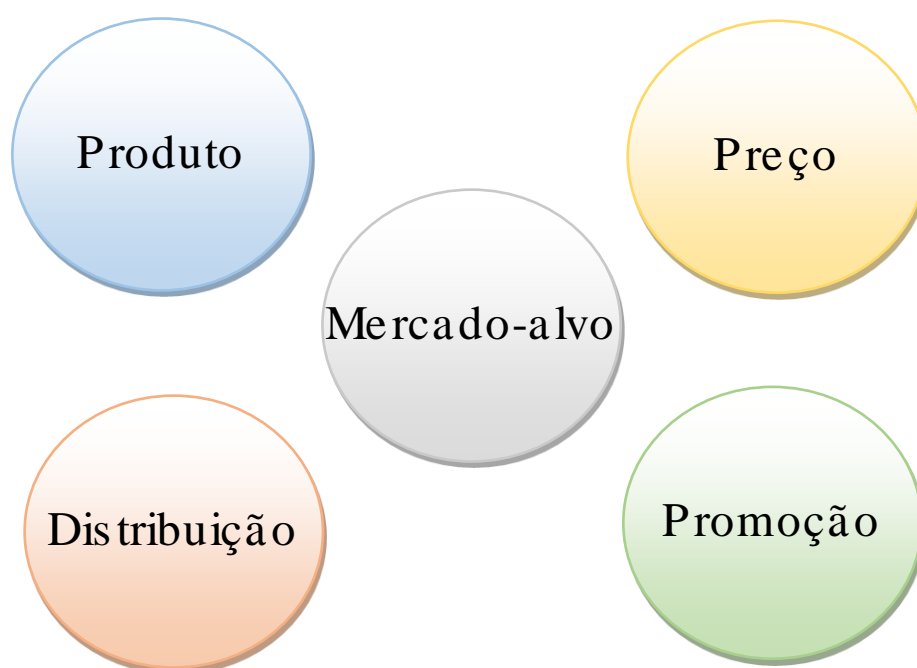 Produto
Preço
Mercado-alvo
Distribuição
Promoção